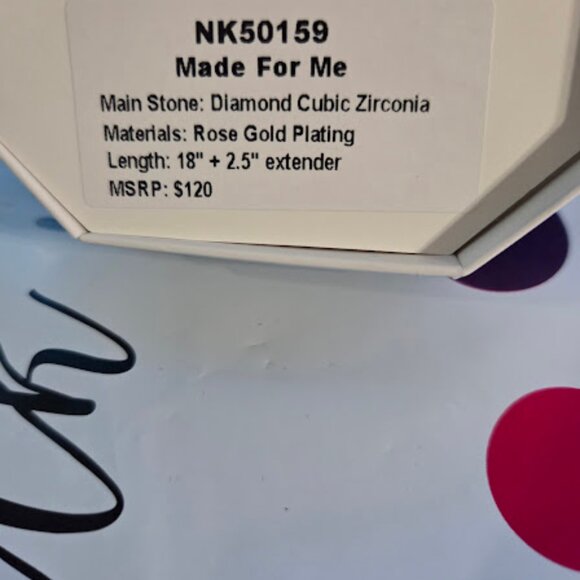 NK50159
Made For Me
Main Stone: Diamond Cubic Zirconia
Materials: Rose Gold Plating
Length: 18" + 2.5" extender
MSRP: $120